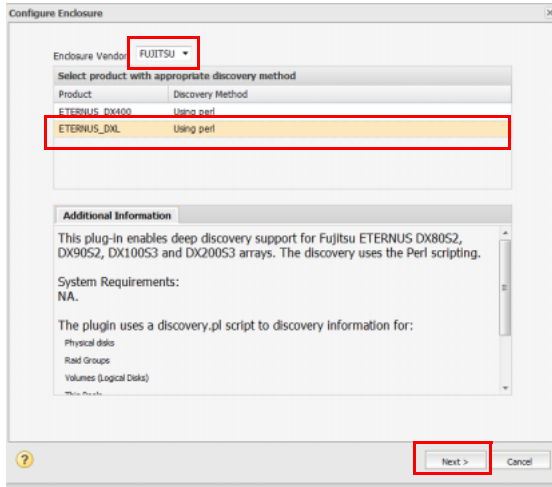 Configure Enclosure
Enclosure Vendor FUJITSU
Select product with appropriate discovery method
Product Discovery Method
ETERNUS_DX400 Using perl
ETERNUS_DXL Using perl
Additional Information
This plug-in enables deep discovery support for Fujitsu ETERNUS DX80S2,
DX90S2, DX100S3 and DX200S3 arrays. The discovery uses the Perl scripting.
System Requirements:
NA.
The plugin uses a discovery.pl script to discovery information for:
Physical disks
Raid Groups
Volumes (Logical Disks)
Thin Pools
? Next > Cancel